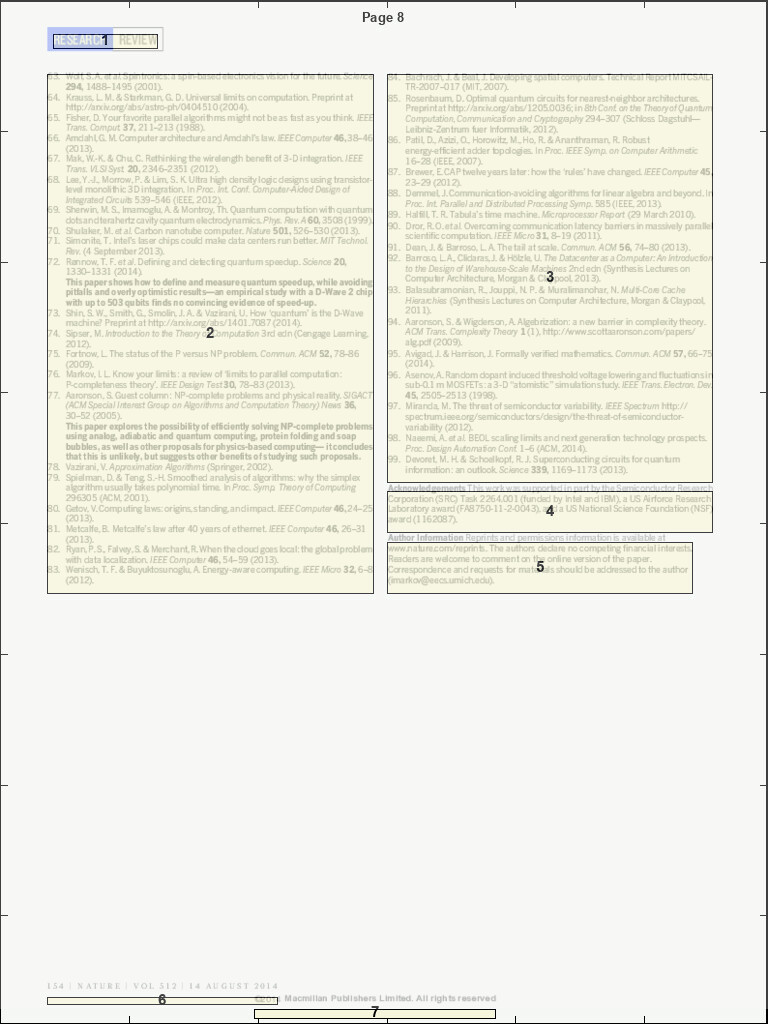 Page 8
RESEARCH REVIEW
1
63. Wolf, S. A. et al. Spintronics: a spin-based electronics vision for the future. Science
294, 1488–1495 (2001).
64. Krauss, L. M. & Starkman, G. D. Universal limits on computation. Preprint at
http://arxiv.org/abs/astro-ph/0404510 (2004).
65. Fisher, D. Your favorite parallel algorithms might not be as fast as you think. IEEE
Trans. Comput. 37, 211–213 (1988).
66. Amdahl, G. M. Computer architecture and Amdahl's law. IEEE Computer 46, 38–46
(2013).
67. Mak, W.-K. & Chu, C. Rethinking the wirelength benefit of 3-D integration. IEEE
Trans. VLSI Syst. 20, 2346–2351 (2012).
68. Lee, Y.-J., Morrow, P. & Lim, S. K. Ultra high density logic designs using transistor-
level monolithic 3D integration. In Proc. Int. Conf. Computer-Aided Design of
Integrated Circuits 539–546 (IEEE, 2012).
69. Sherwin, M. S., Imamoglu, A. & Montroy, Th. Quantum computation with quantum
dots and terahertz cavity quantum electrodynamics. Phys. Rev. A 60, 3508 (1999).
70. Shulaker, M. et al. Carbon nanotube computer. Nature 501, 526–530 (2013).
71. Simonite, T. Intel's laser chips could make data centers run better. MIT Technol.
Rev. (4 September 2013).
72. Rønnow, T. F. et al. Defining and detecting quantum speedup. Science 20,
1330–1331 (2014).
This paper shows how to define and measure quantum speedup, while avoiding
pitfalls and overly optimistic results—an empirical study with a D-Wave 2 chip
with up to 503 qubits finds no convincing evidence of speed-up.
73. Shin, S. W., Smith, G., Smolin, J. A. & Vazirani, U. How 'quantum' is the D-Wave
machine? Preprint at http://arxiv.org/abs/1401.7087 (2014).
74. Sipser, M. Introduction to the Theory of Computation 3rd edn (Cengage Learning,
2012).
2
75. Fortnow, L. The status of the P versus NP problem. Commun. ACM 52, 78–86
(2009).
76. Markov, I. L. Know your limits: a review of 'limits to parallel computation:
P-completeness theory'. IEEE Design Test 30, 78–83 (2013).
77. Aaronson, S. Guest column: NP-complete problems and physical reality. SIGACT
(ACM Special Interest Group on Algorithms and Computation Theory) News 36,
30–52 (2005).
This paper explores the possibility of efficiently solving NP-complete problems
using analog, adiabatic and quantum computing, protein folding and soap
bubbles, as well as other proposals for physics-based computing— it concludes
that this is unlikely, but suggests other benefits of studying such proposals.
78. Vazirani, V. Approximation Algorithms (Springer, 2002).
79. Spielman, D. & Teng, S.-H. Smoothed analysis of algorithms: why the simplex
algorithm usually takes polynomial time. In Proc. Symp. Theory of Computing
296305 (ACM, 2001).
80. Getov, V. Computing laws: origins, standing, and impact. IEEE Computer 46, 24–25
(2013).
81. Metcalfe, B. Metcalfe's law after 40 years of ethernet. IEEE Computer 46, 26–31
(2013).
82. Ryan, P. S., Falvey, S. & Merchant, R. When the cloud goes local: the global problem
with data localization. IEEE Computer 46, 54–59 (2013).
83. Wenisch, T. F. & Buyuktosunoglu, A. Energy-aware computing. IEEE Micro 32, 6–8
(2012).
84. Bachrach, J. & Beal, J. Developing spatial computers. Technical Report MITCSAIL-
TR-2007-017 (MIT, 2007).
85. Rosenbaum, D. Optimal quantum circuits for nearest-neighbor architectures.
Preprint at http://arxiv.org/abs/1205.0036; in 8th Conf. on the Theory of Quantum
Computation, Communication and Cryptography 294–307 (Schloss Dagstuhl—
Leibniz-Zentrum fuer Informatik, 2012).
86. Patil, D., Azizi, O., Horowitz, M., Ho, R. & Ananthraman, R. Robust
energy-efficient adder topologies. In Proc. IEEE Symp. on Computer Arithmetic
16–28 (IEEE, 2007).
87. Brewer, E. CAP twelve years later: how the 'rules' have changed. IEEE Computer 45,
23–29 (2012).
88. Demmel, J. Communication-avoiding algorithms for linear algebra and beyond. In
Proc. Int. Parallel and Distributed Processing Symp. 585 (IEEE, 2013).
89. Halfill, T. R. Tabula's time machine. Microprocessor Report (29 March 2010).
90. Dror, R. O. et al. Overcoming communication latency barriers in massively parallel
scientific computation. IEEE Micro 31, 8–19 (2011).
91. Dean, J. & Barroso, L. A. The tail at scale. Commun. ACM 56, 74–80 (2013).
92. Barroso, L. A., Clidaras, J. & Hölzle, U. The Datacenter as a Computer: An Introduction
to the Design of Warehouse-Scale Machines 2nd edn (Synthesis Lectures on
Computer Architecture, Morgan & Claypool, 2013).
3
93. Balasubramonian, R., Jouppi, N. P. & Muralimanohar, N. Multi-Core Cache
Hierarchies (Synthesis Lectures on Computer Architecture, Morgan & Claypool,
2011).
94. Aaronson, S. & Wigderson, A. Algebrization: a new barrier in complexity theory.
ACM Trans. Complexity Theory 1 (1), http://www.scottaaronson.com/papers/
alg.pdf (2009).
95. Avigad, J. & Harrison, J. Formally verified mathematics. Commun. ACM 57, 66–75
(2014).
96. Asenov, A. Random dopant induced threshold voltage lowering and fluctuations in
sub-0.1 m MOSFETs: a 3-D "atomistic" simulation study. IEEE Trans. Electron. Dev.
45, 2505–2513 (1998).
97. Miranda, M. The threat of semiconductor variability. IEEE Spectrum http://
spectrum.ieee.org/semiconductors/design/the-threat-of-semiconductor-
variability (2012).
98. Naeemi, A. et al. BEOL scaling limits and next generation technology prospects.
Proc. Design Automation Conf. 1–6 (ACM, 2014).
99. Devoret, M. H. & Schoelkopf, R. J. Superconducting circuits for quantum
information: an outlook. Science 339, 1169–1173 (2013).
Acknowledgements This work was supported in part by the Semiconductor Research
Corporation (SRC) Task 2264.001 (funded by Intel and IBM), a US Airforce Research
Laboratory award (FA8750-11-2-0043), and a US National Science Foundation (NSF)
award (1162087).
4
Author Information Reprints and permissions information is available at
www.nature.com/reprints. The authors declare no competing financial interests.
Readers are welcome to comment on the online version of the paper.
Correspondence and requests for materials should be addressed to the author
(imarkov@eecs.umich.edu).
5
154 | NATURE | VOL 512 | 14 AUGUST 2014
6
©2014 Macmillan Publishers Limited. All rights reserved
7